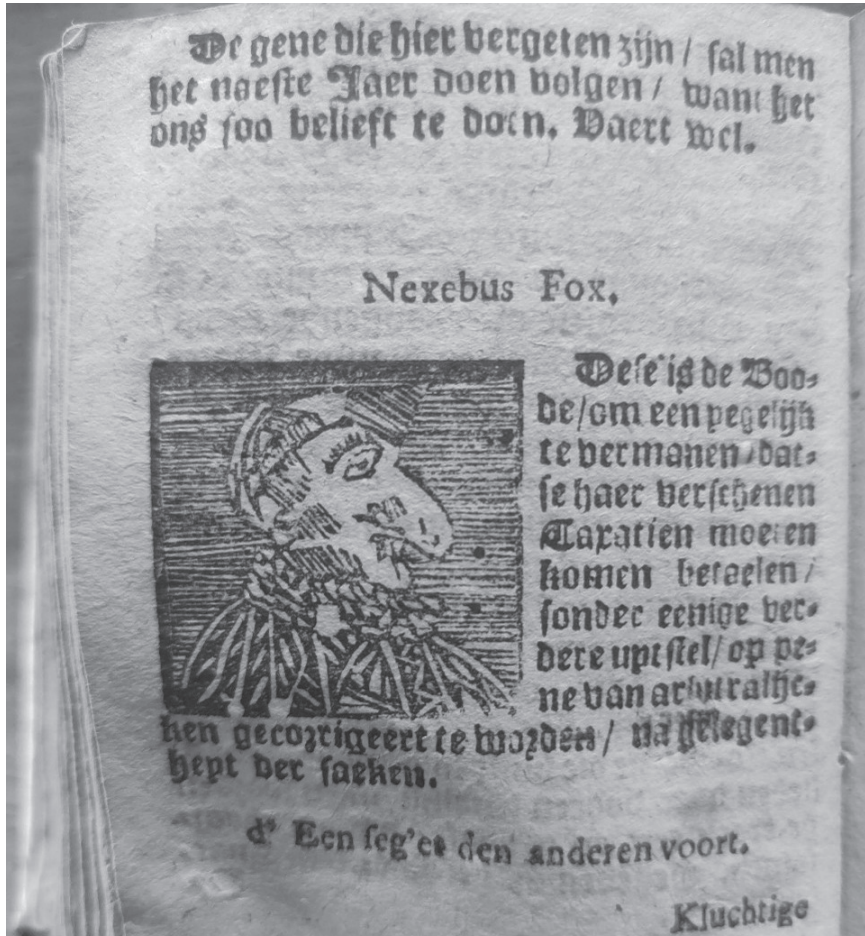 De gene die hier vergeten zijn / sal men
het naeste Jaer doen volgen / want het
ons soo belieft te doen. Vaert wel.
Nexebus Fox,
Dese is de Boo-
de/om een yegelijk
te vermanen/dat-
se haer verschenen
Taxatien moeten
komen betaelen /
sonder eenige ver-
dere uytstel/ op pe-
ne van arbitralije-
ken gecorrigeert te worden / na gelegent-
heyt der saeken.
d' Een seg'et den anderen voort.
Kluchtige